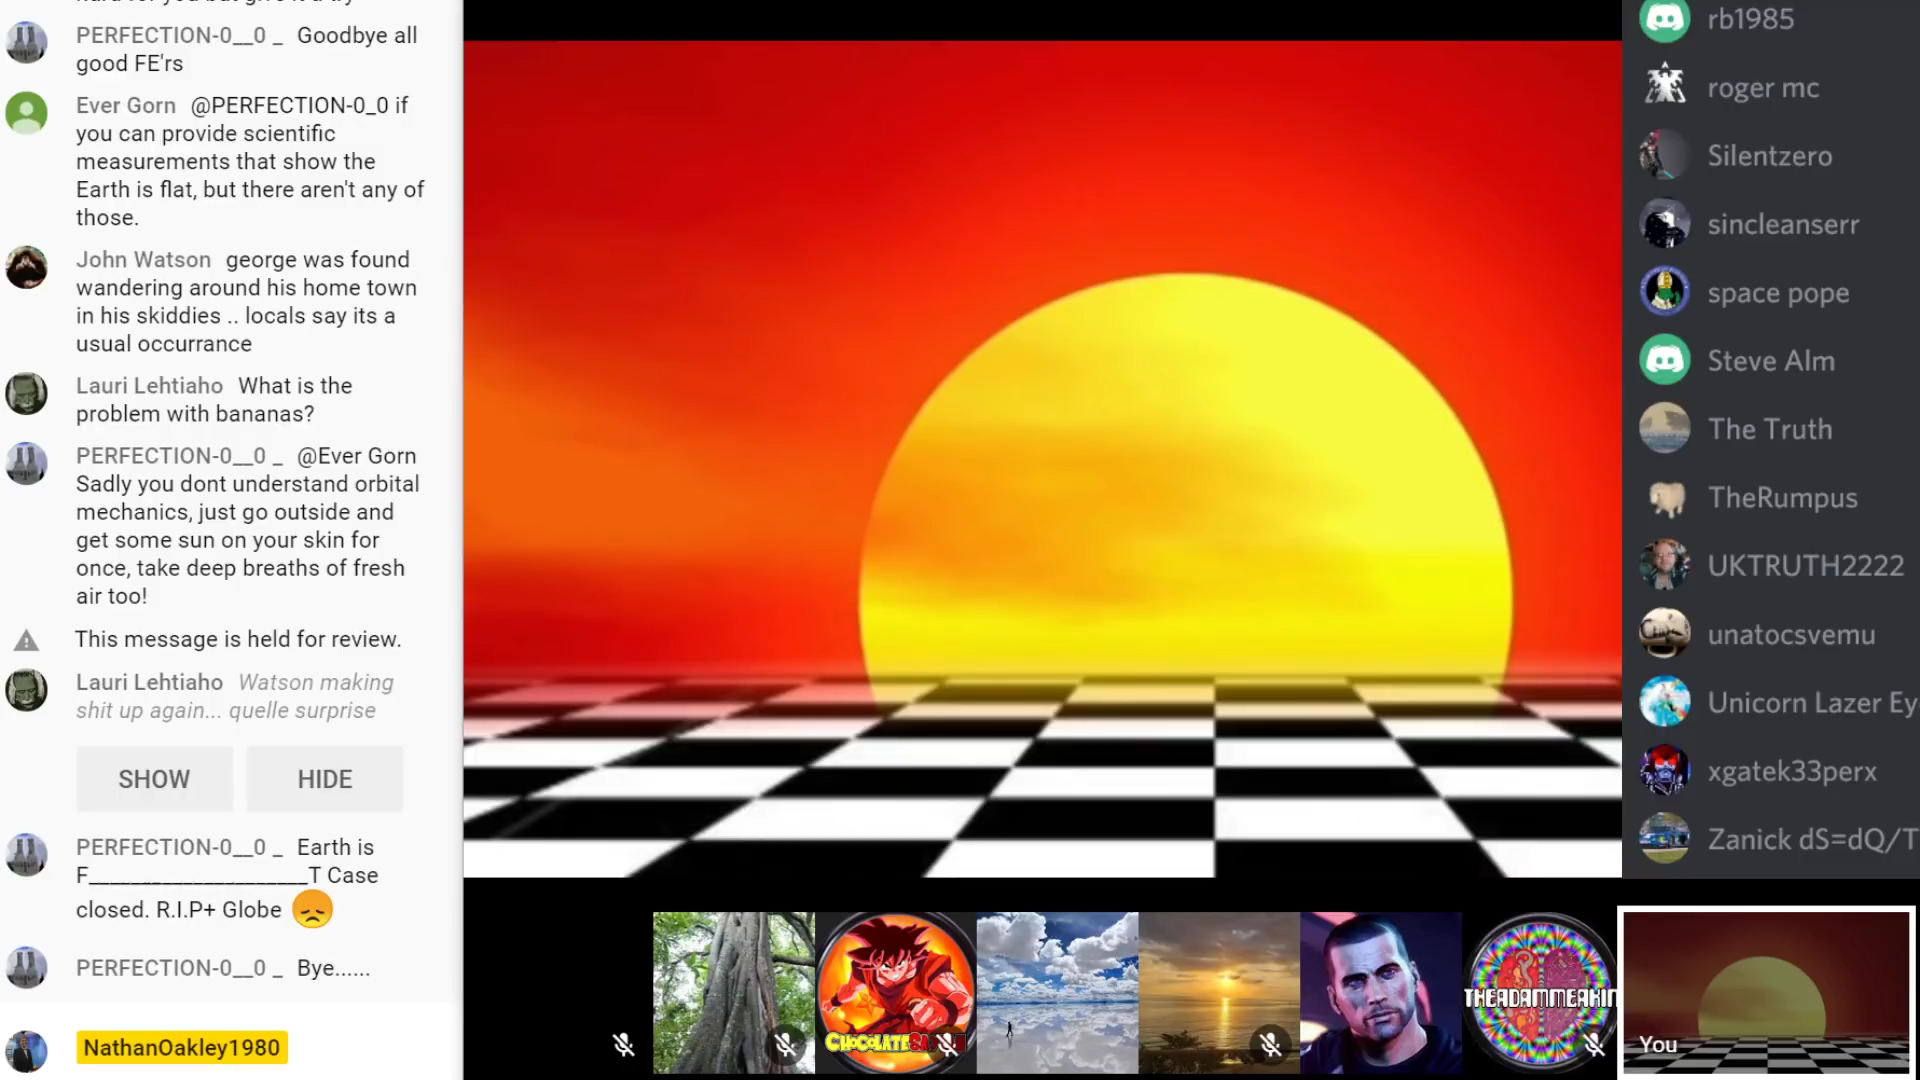 PERFECTION-0__0 _ Goodbye all
good FE'rs
Ever Gorn @PERFECTION-0_0 if
you can provide scientific
measurements that show the
Earth is flat, but there aren't any of
those.
John Watson george was found
wandering around his home town
in his skiddies .. locals say its a
usual occurrance
Lauri Lehtiaho What is the
problem with bananas?
PERFECTION-0__0 _ @Ever Gorn
Sadly you dont understand orbital
mechanics, just go outside and
get some sun on your skin for
once, take deep breaths of fresh
air too!
This message is held for review.
Lauri Lehtiaho Watson making
shit up again... quelle surprise
SHOW HIDE
PERFECTION-0__0 _ Earth is
F____________________T Case
closed. R.I.P+ Globe 😞
PERFECTION-0__0 _ Bye......
NathanOakley1980
rb1985
roger mc
Silentzero
sincleanserr
space pope
Steve Alm
The Truth
TheRumpus
UKTRUTH2222
unatocsvemu
Unicorn Lazer Ey
xgatek33perx
Zanick dS=dQ/T
THEADAMMEAKIN
You